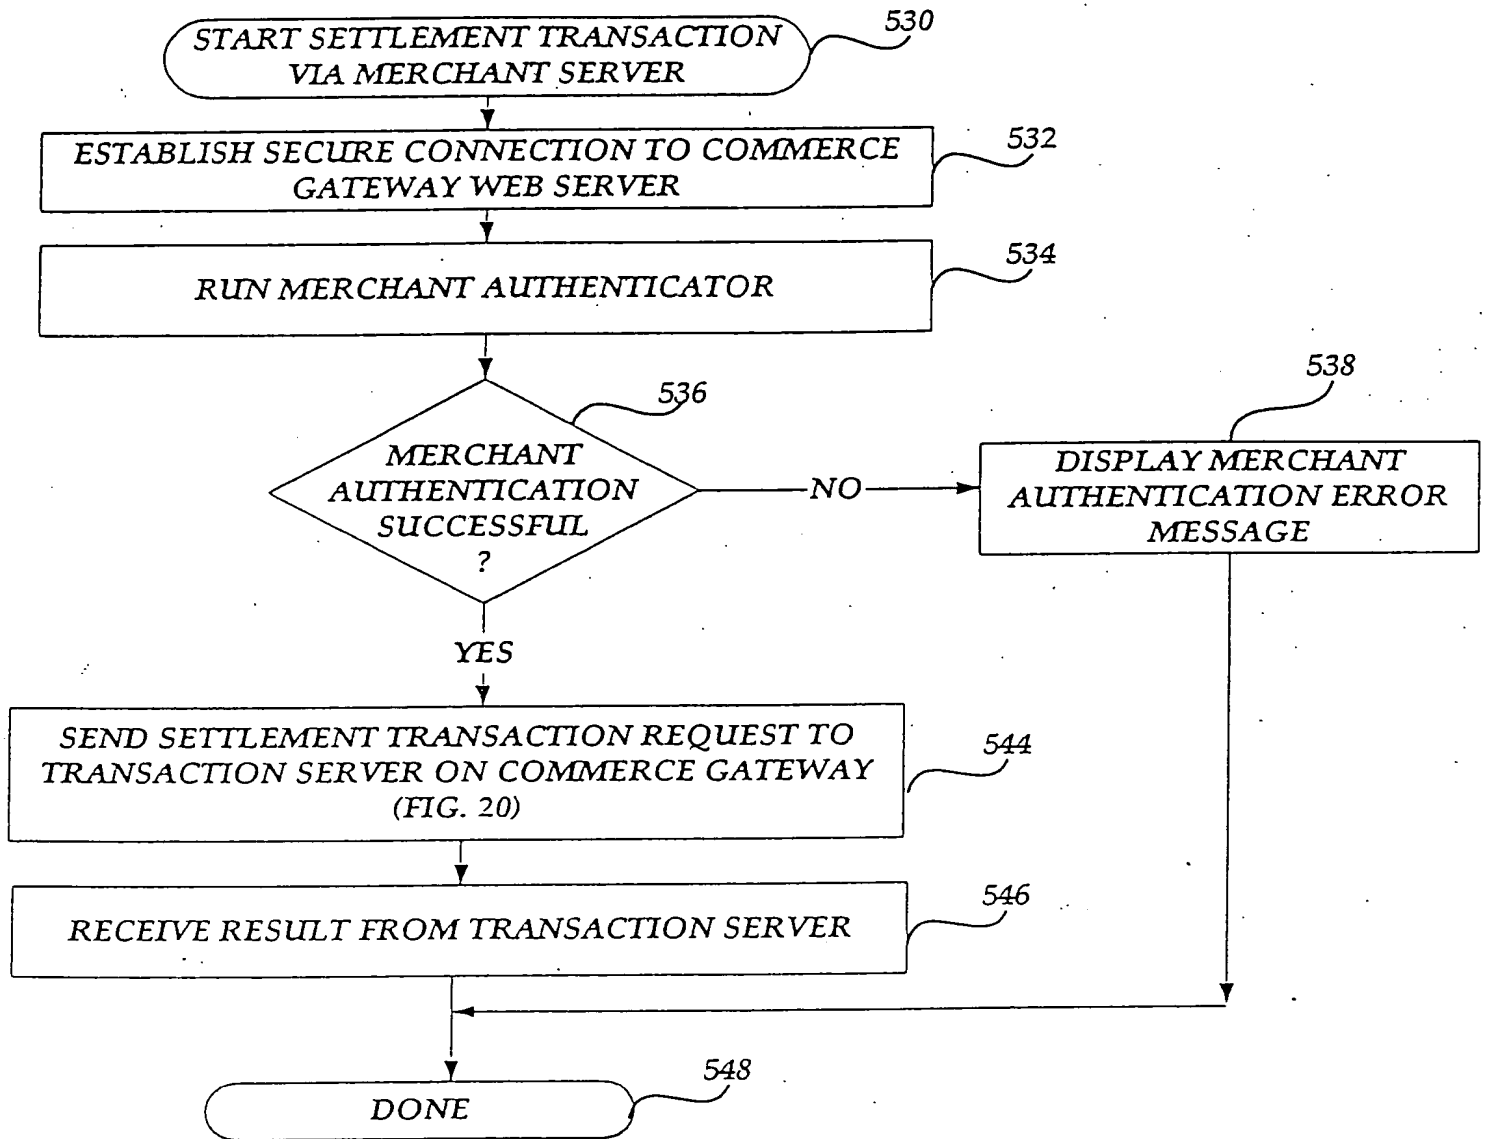 530
START SETTLEMENT TRANSACTION
VIA MERCHANT SERVER
532
ESTABLISH SECURE CONNECTION TO COMMERCE
GATEWAY WEB SERVER
534
RUN MERCHANT AUTHENTICATOR
536
MERCHANT
AUTHENTICATION
SUCCESSFUL
?
NO
538
DISPLAY MERCHANT
AUTHENTICATION ERROR
MESSAGE
YES
544
SEND SETTLEMENT TRANSACTION REQUEST TO
TRANSACTION SERVER ON COMMERCE GATEWAY
(FIG. 20)
546
RECEIVE RESULT FROM TRANSACTION SERVER
548
DONE